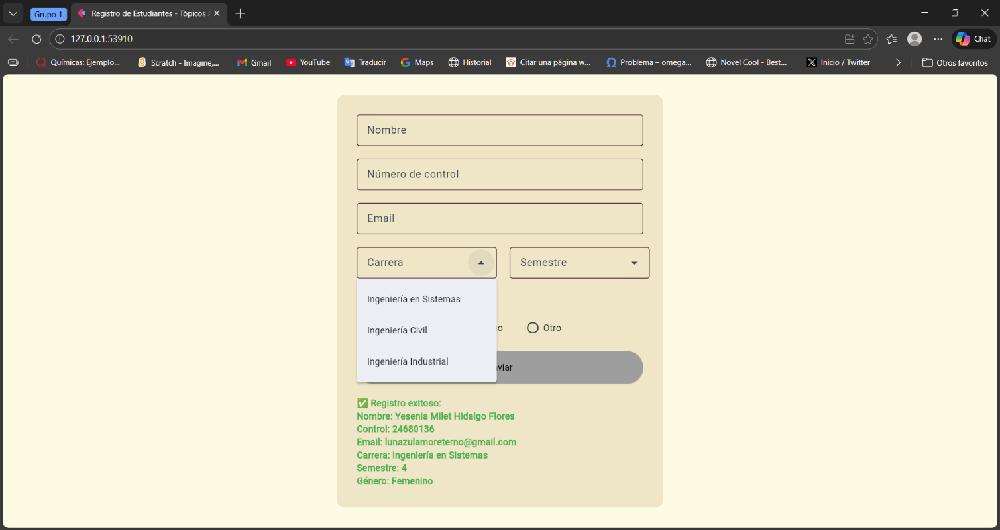 Grupo 1
Registro de Estudiantes - Tópicos
127.0.0.1:53910
Chat
Químicas: Ejemplo...
Scratch - Imagine,...
Gmail
YouTube
Traducir
Maps
Historial
Citar una página w...
Problema – omega...
Novel Cool - Best...
Inicio / Twitter
Otros favoritos
Nombre
Número de control
Email
Carrera
Semestre
Ingeniería en Sistemas
Ingeniería Civil
Ingeniería Industrial
o
Otro
viar
✅ Registro exitoso:
Nombre: Yesenia Milet Hidalgo Flores
Control: 24680136
Email: lunazulamoreterno@gmail.com
Carrera: Ingeniería en Sistemas
Semestre: 4
Género: Femenino